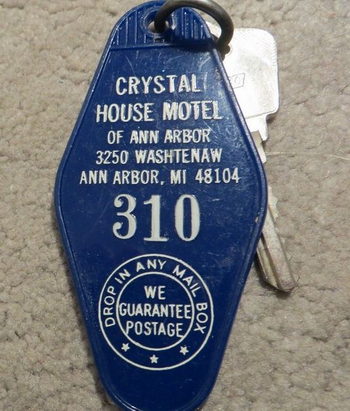 CRYSTAL
HOUSE MOTEL
OF ANN ARBOR
3250 WASHTENAW
ANN ARBOR, MI 48104
310
DROP IN ANY MAIL BOX
WE
GUARANTEE
POSTAGE